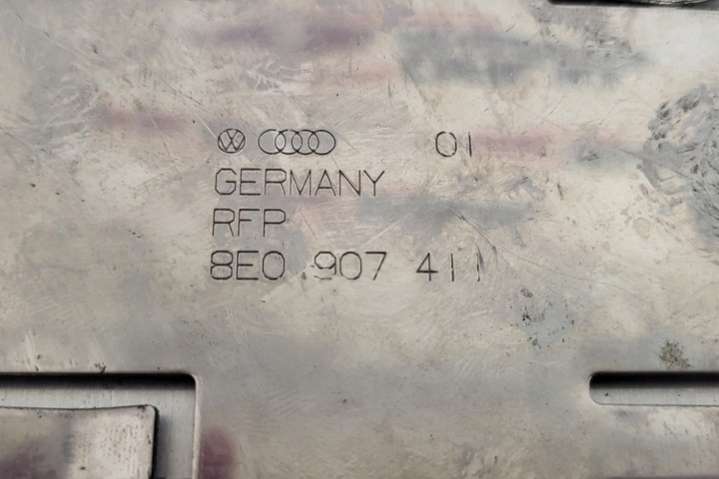 01
GERMANY
RFP
8E0 907 411